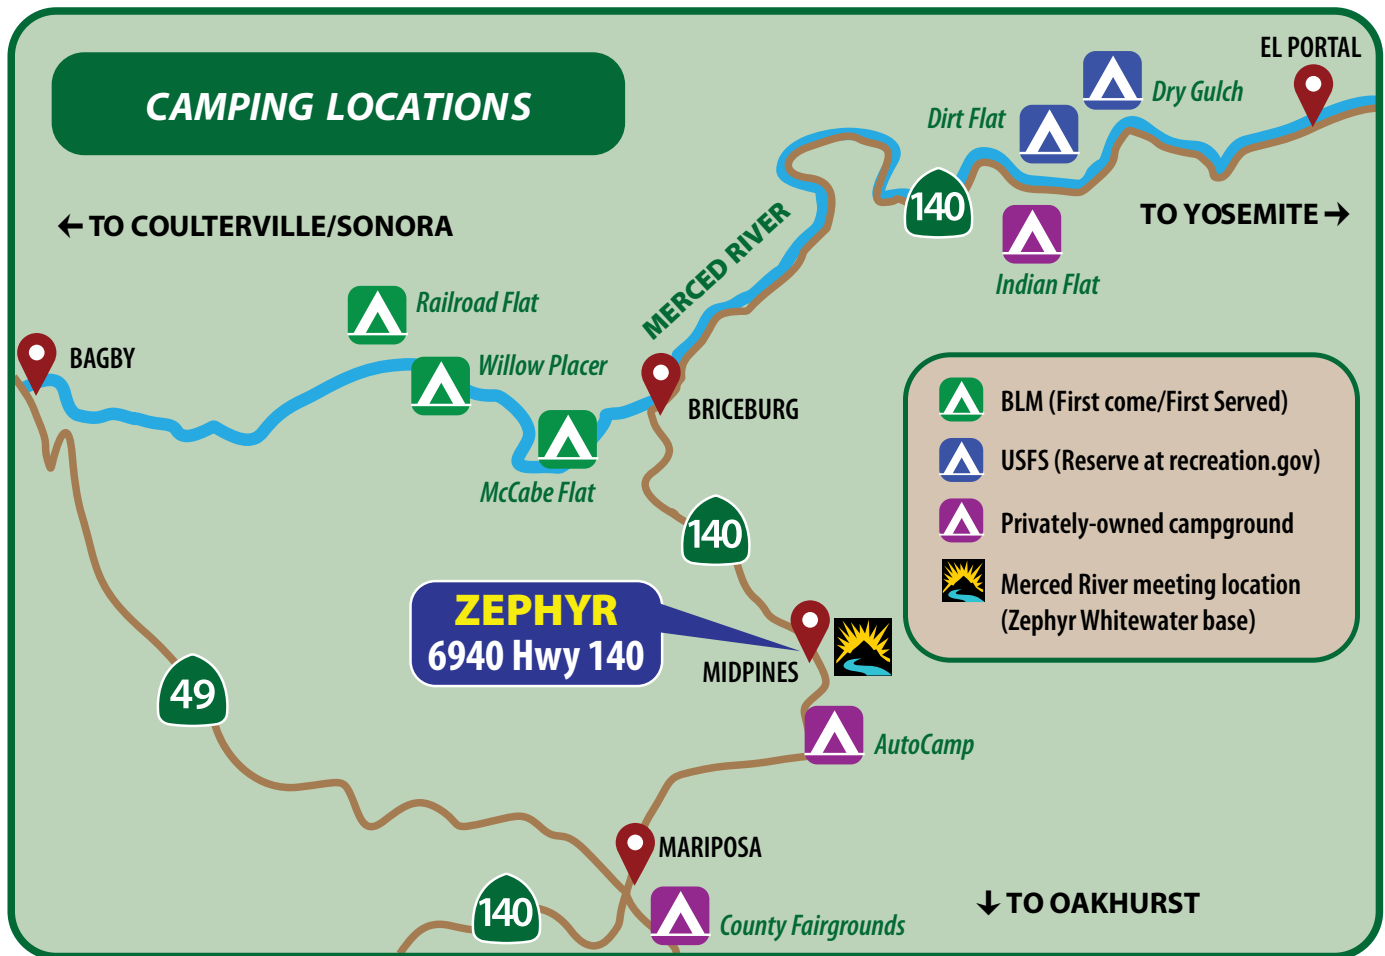 CAMPING LOCATIONS
EL PORTAL
Dry Gulch
Dirt Flat
140
← TO COULTERVILLE/SONORA
TO YOSEMITE →
MERCED RIVER
Indian Flat
Railroad Flat
BAGBY
Willow Placer
BRICEBURG
McCabe Flat
BLM (First come/First Served)
USFS (Reserve at recreation.gov)
Privately-owned campground
Merced River meeting location
(Zephyr Whitewater base)
140
ZEPHYR
6940 Hwy 140
MIDPINES
49
AutoCamp
MARIPOSA
140
County Fairgrounds
↓ TO OAKHURST